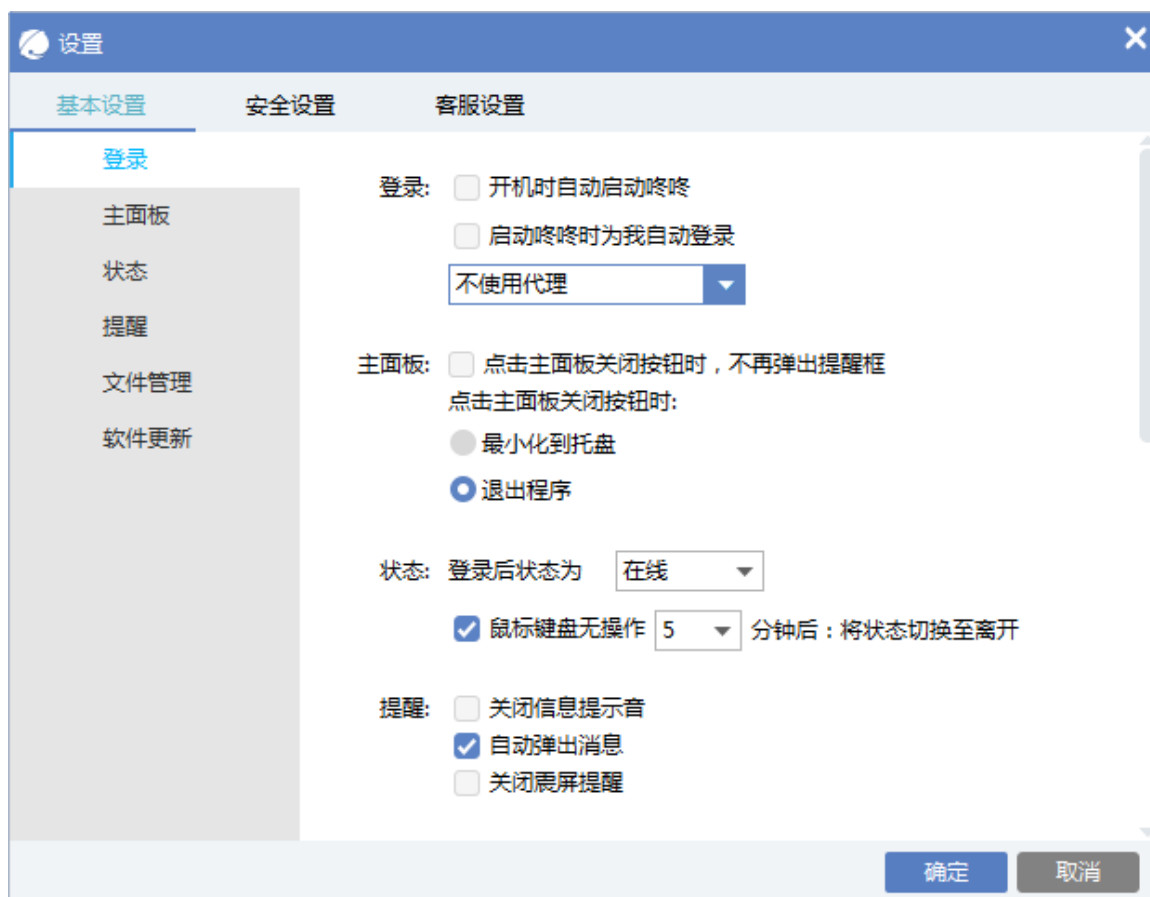 设置
基本设置 安全设置 客服设置
登录
主面板
状态
提醒
文件管理
软件更新
登录: 开机时自动启动咚咚
启动咚咚时为我自动登录
不使用代理
主面板: 点击主面板关闭按钮时，不再弹出提醒框
点击主面板关闭按钮时:
最小化到托盘
退出程序
状态: 登录后状态为 在线
鼠标键盘无操作 5 分钟后：将状态切换至离开
提醒: 关闭信息提示音
自动弹出消息
关闭震屏提醒
确定 取消